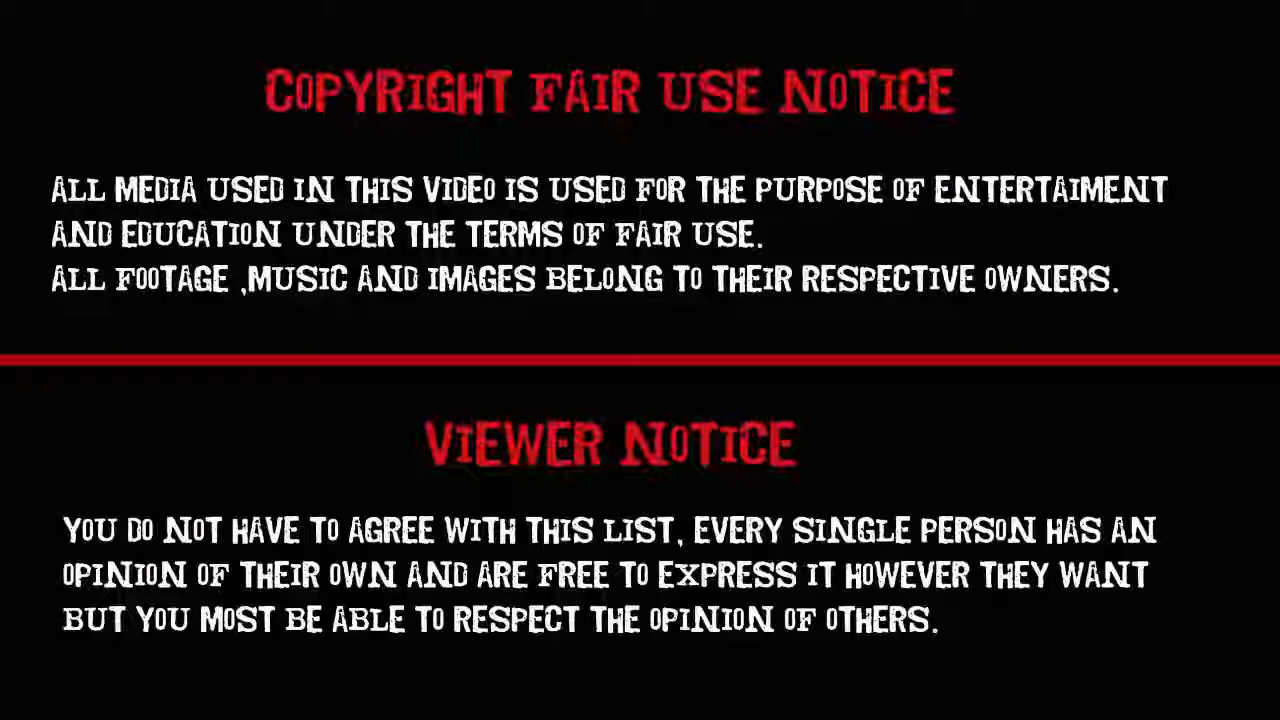 COPYRIGHT FAIR USE NOTICE
ALL MEDIA USED IN THIS VIDEO IS USED FOR THE PURPOSE OF ENTERTAIMENT
AND EDUCATION UNDER THE TERMS OF FAIR USE.
ALL FOOTAGE ,MUSIC AND IMAGES BELONG TO THEIR RESPECTIVE OWNERS.
VIEWER NOTICE
YOU DO NOT HAVE TO AGREE WITH THIS LIST, EVERY SINGLE PERSON HAS AN
OPINION OF THEIR OWN AND ARE FREE TO EXPRESS IT HOWEVER THEY WANT
BUT YOU MOST BE ABLE TO RESPECT THE OPINION OF OTHERS.